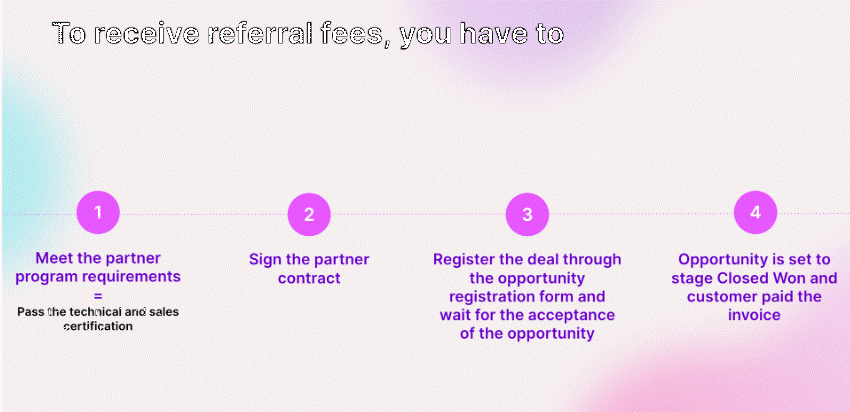 To receive referral fees, you have to
1
Meet the partner
program requirements
=
Pass the technical and sales
certification
2
Sign the partner
contract
3
Register the deal through
the opportunity
registration form and
wait for the acceptance
of the opportunity
4
Opportunity is set to
stage Closed Won and
customer paid the
invoice